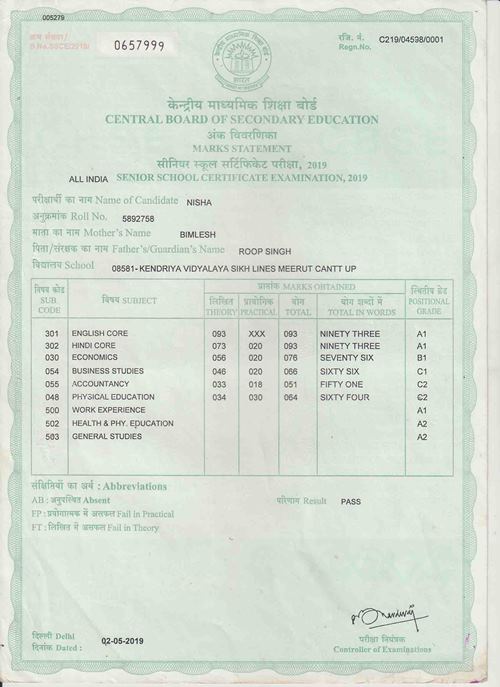 005279
क्रम संख्या/
S.No.SSCE/2019/
0657999
रजि. नं.
Regn.No. C219/04598/0001
भारत
केन्द्रीय माध्यमिक शिक्षा बोर्ड
CENTRAL BOARD OF SECONDARY EDUCATION
अंक विवरणिका
MARKS STATEMENT
सीनियर स्कूल सर्टिफिकेट परीक्षा, 2019
ALL INDIA SENIOR SCHOOL CERTIFICATE EXAMINATION, 2019
परीक्षार्थी का नाम Name of Candidate NISHA
अनुक्रमांक Roll No. 5892758
माता का नाम Mother's Name BIMLESH
पिता/संरक्षक का नाम Father's/Guardian's Name ROOP SINGH
विद्यालय School 08581-KENDRIYA VIDYALAYA SIKH LINES MEERUT CANTT UP
विषय कोड SUB. CODE
विषय SUBJECT
प्राप्तांक MARKS OBTAINED
लिखित THEORY
प्रायोगिक PRACTICAL
योग TOTAL
योग शब्दों में TOTAL IN WORDS
स्थितीय ग्रेड POSITIONAL GRADE
301 ENGLISH CORE 093 XXX 093 NINETY THREE A1
302 HINDI CORE 073 020 093 NINETY THREE A1
030 ECONOMICS 056 020 076 SEVENTY SIX B1
054 BUSINESS STUDIES 046 020 066 SIXTY SIX C1
055 ACCOUNTANCY 033 018 051 FIFTY ONE C2
048 PHYSICAL EDUCATION 034 030 064 SIXTY FOUR C2
500 WORK EXPERIENCE A1
502 HEALTH & PHY. EDUCATION A2
503 GENERAL STUDIES A2
संक्षिप्तियों का अर्थ : Abbreviations
AB : अनुपस्थित Absent
परिणाम Result PASS
FP : प्रयोगात्मक में असफल Fail in Practical
FT : लिखित में असफल Fail in Theory
दिल्ली Delhi
दिनांक Dated : 02-05-2019
परीक्षा नियंत्रक
Controller of Examinations